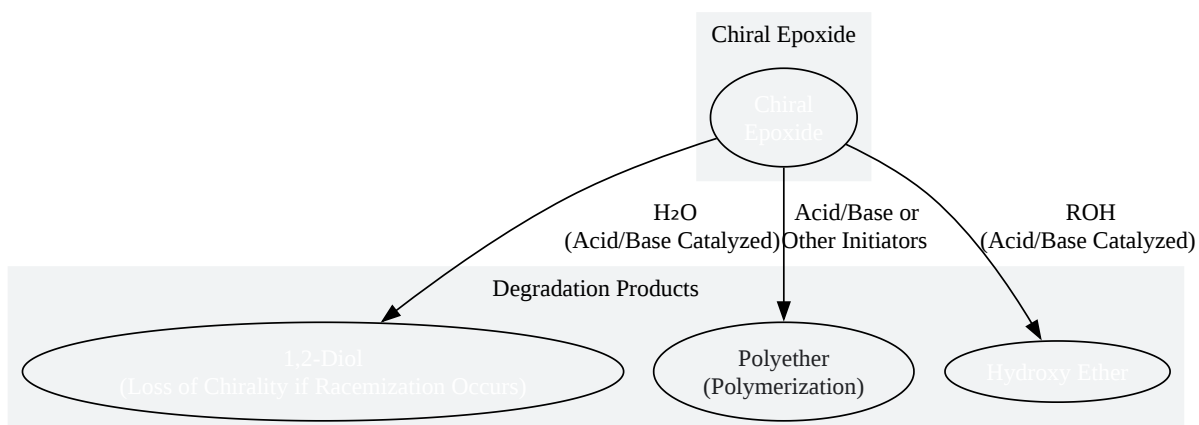 Chiral Epoxide
Chiral
Epoxide
H₂O
(Acid/Base Catalyzed)
Acid/Base or
Other Initiators
ROH
(Acid/Base Catalyzed)
Degradation Products
1,2-Diol
(Loss of Chirality if Racemization Occurs)
Polyether
(Polymerization)
Hydroxy Ether